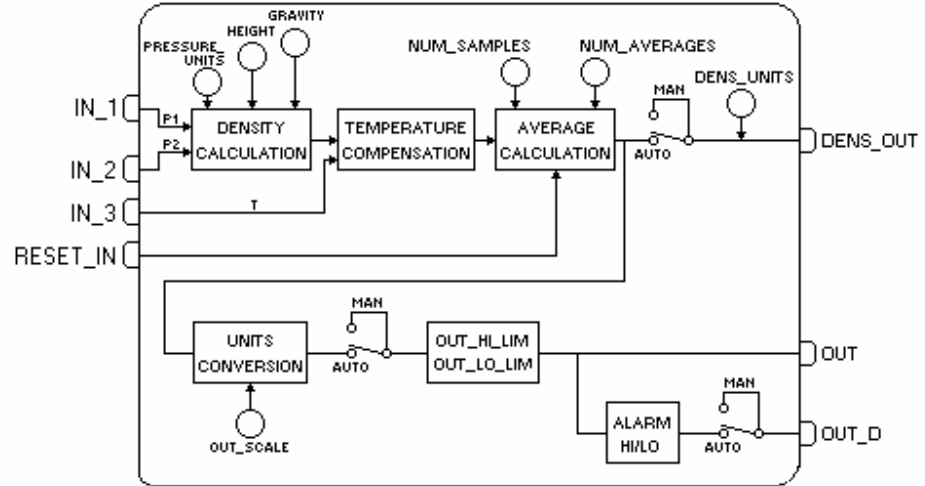 GRAVITY
HEIGHT
PRESSURE_
UNITS
NUM_SAMPLES
NUM_AVERAGES
DENS_UNITS
MAN
IN_1
P1
DENSITY
CALCULATION
TEMPERATURE
COMPENSATION
AVERAGE
CALCULATION
AUTO
DENS_OUT
P2
IN_2
IN_3
T
RESET_IN
MAN
UNITS
CONVERSION
AUTO
OUT_HI_LIM
OUT_LO_LIM
OUT
OUT_SCALE
MAN
ALARM
HI/LO
AUTO
OUT_D